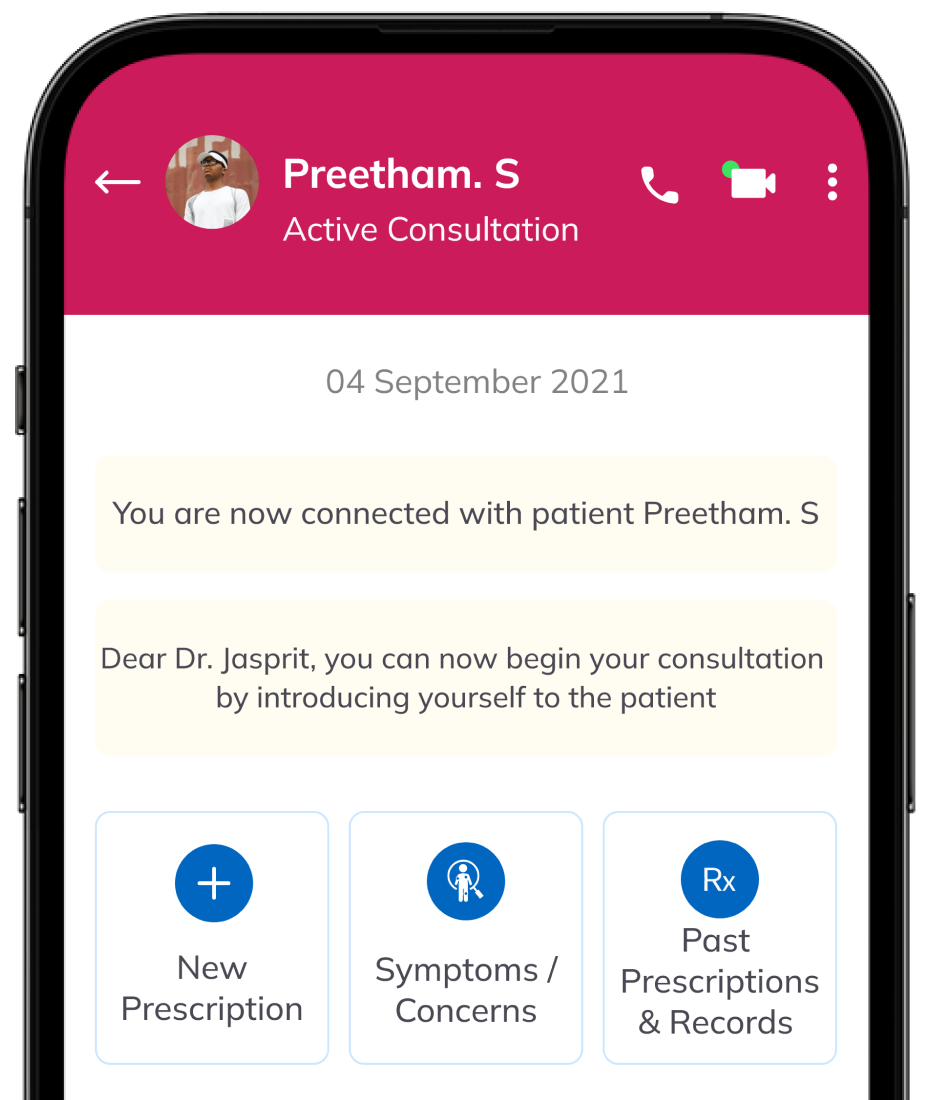 Preetham. S
Active Consultation
04 September 2021
You are now connected with patient Preetham. S
Dear Dr. Jasprit, you can now begin your consultation
by introducing yourself to the patient
New
Prescription
Symptoms /
Concerns
Rx
Past
Prescriptions
& Records